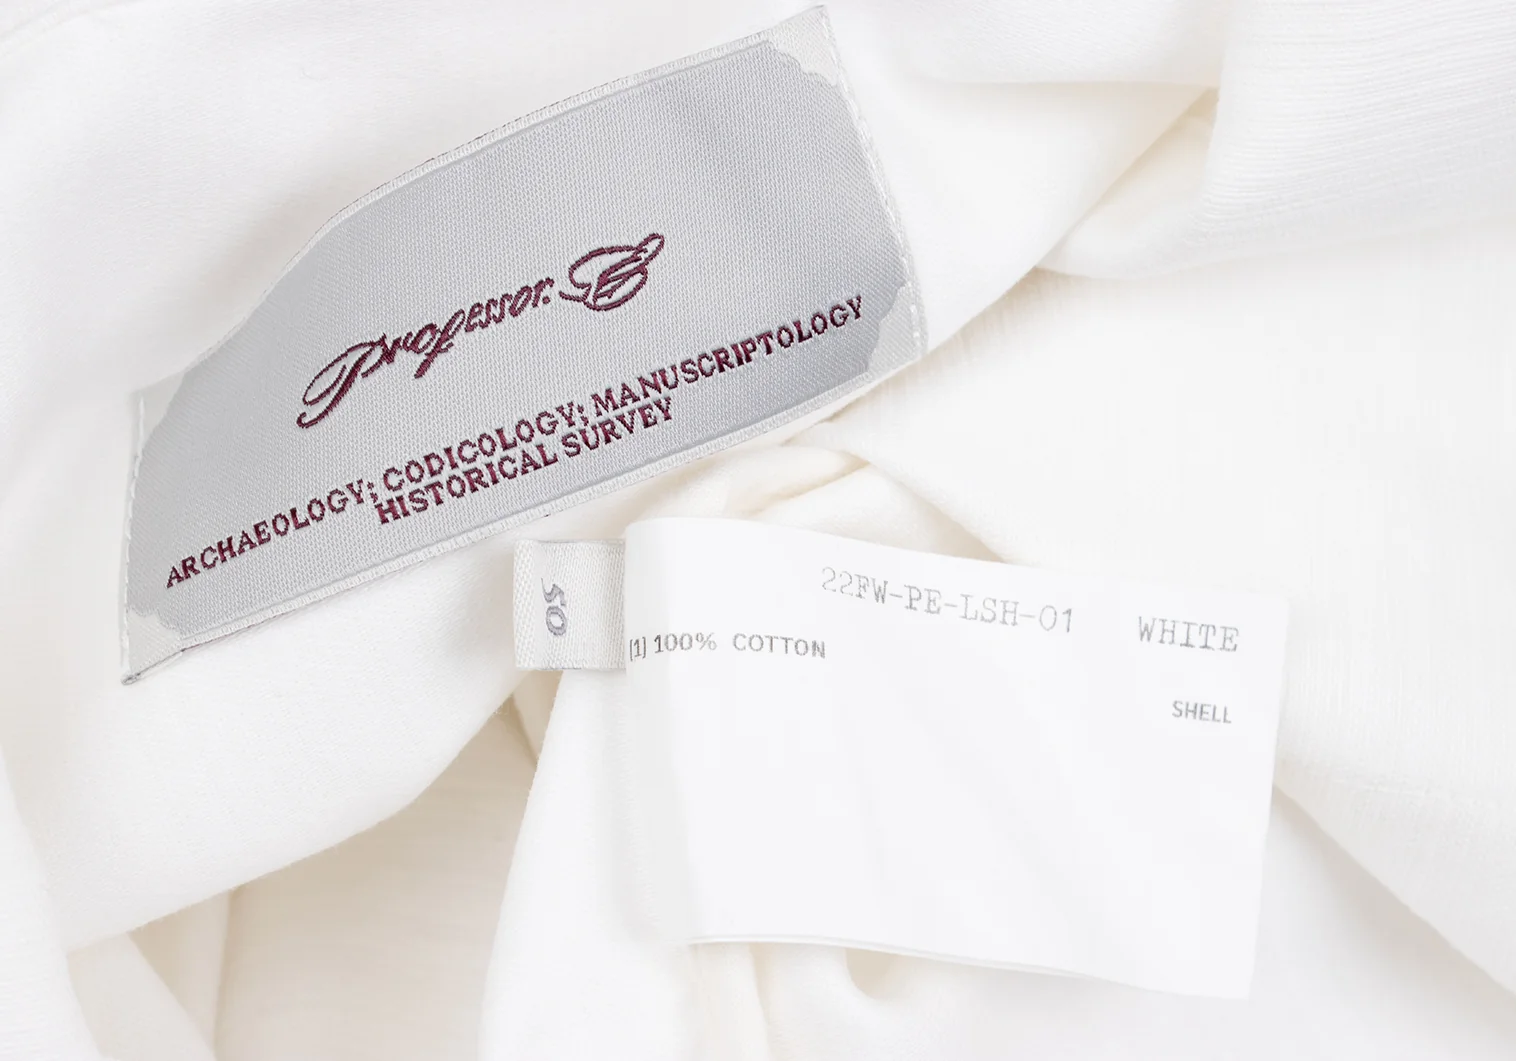 Professor. E
ARCHAEOLOGY; CODICOLOGY; MANUSCRIPTOLOGY
HISTORICAL SURVEY
50
22FW-PE-LSH-01 WHITE
[1] 100% COTTON
SHELL